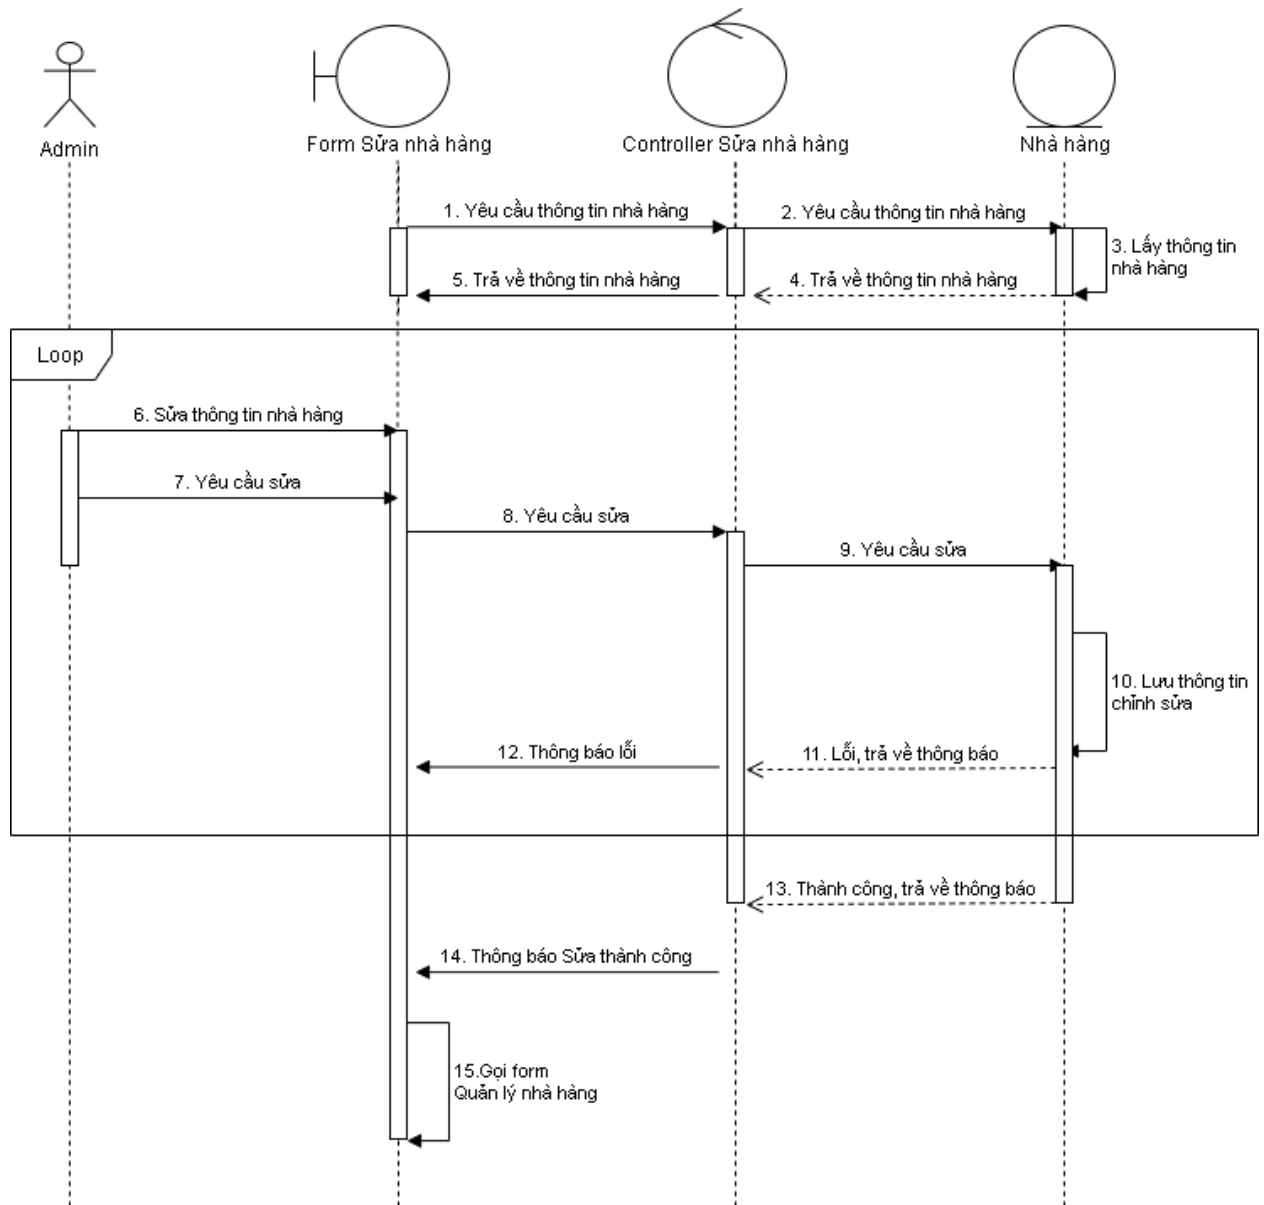 Admin
Form Sửa nhà hàng
Controller Sửa nhà hàng
Nhà hàng
1. Yêu cầu thông tin nhà hàng
2. Yêu cầu thông tin nhà hàng
3. Lấy thông tin
nhà hàng
5. Trả về thông tin nhà hàng
4. Trả về thông tin nhà hàng
Loop
6. Sửa thông tin nhà hàng
7. Yêu cầu sửa
8. Yêu cầu sửa
9. Yêu cầu sửa
10. Lưu thông tin
chỉnh sửa
12. Thông báo lỗi
11. Lỗi, trả về thông báo
13. Thành công, trả về thông báo
14. Thông báo Sửa thành công
15.Gọi form
Quản lý nhà hàng